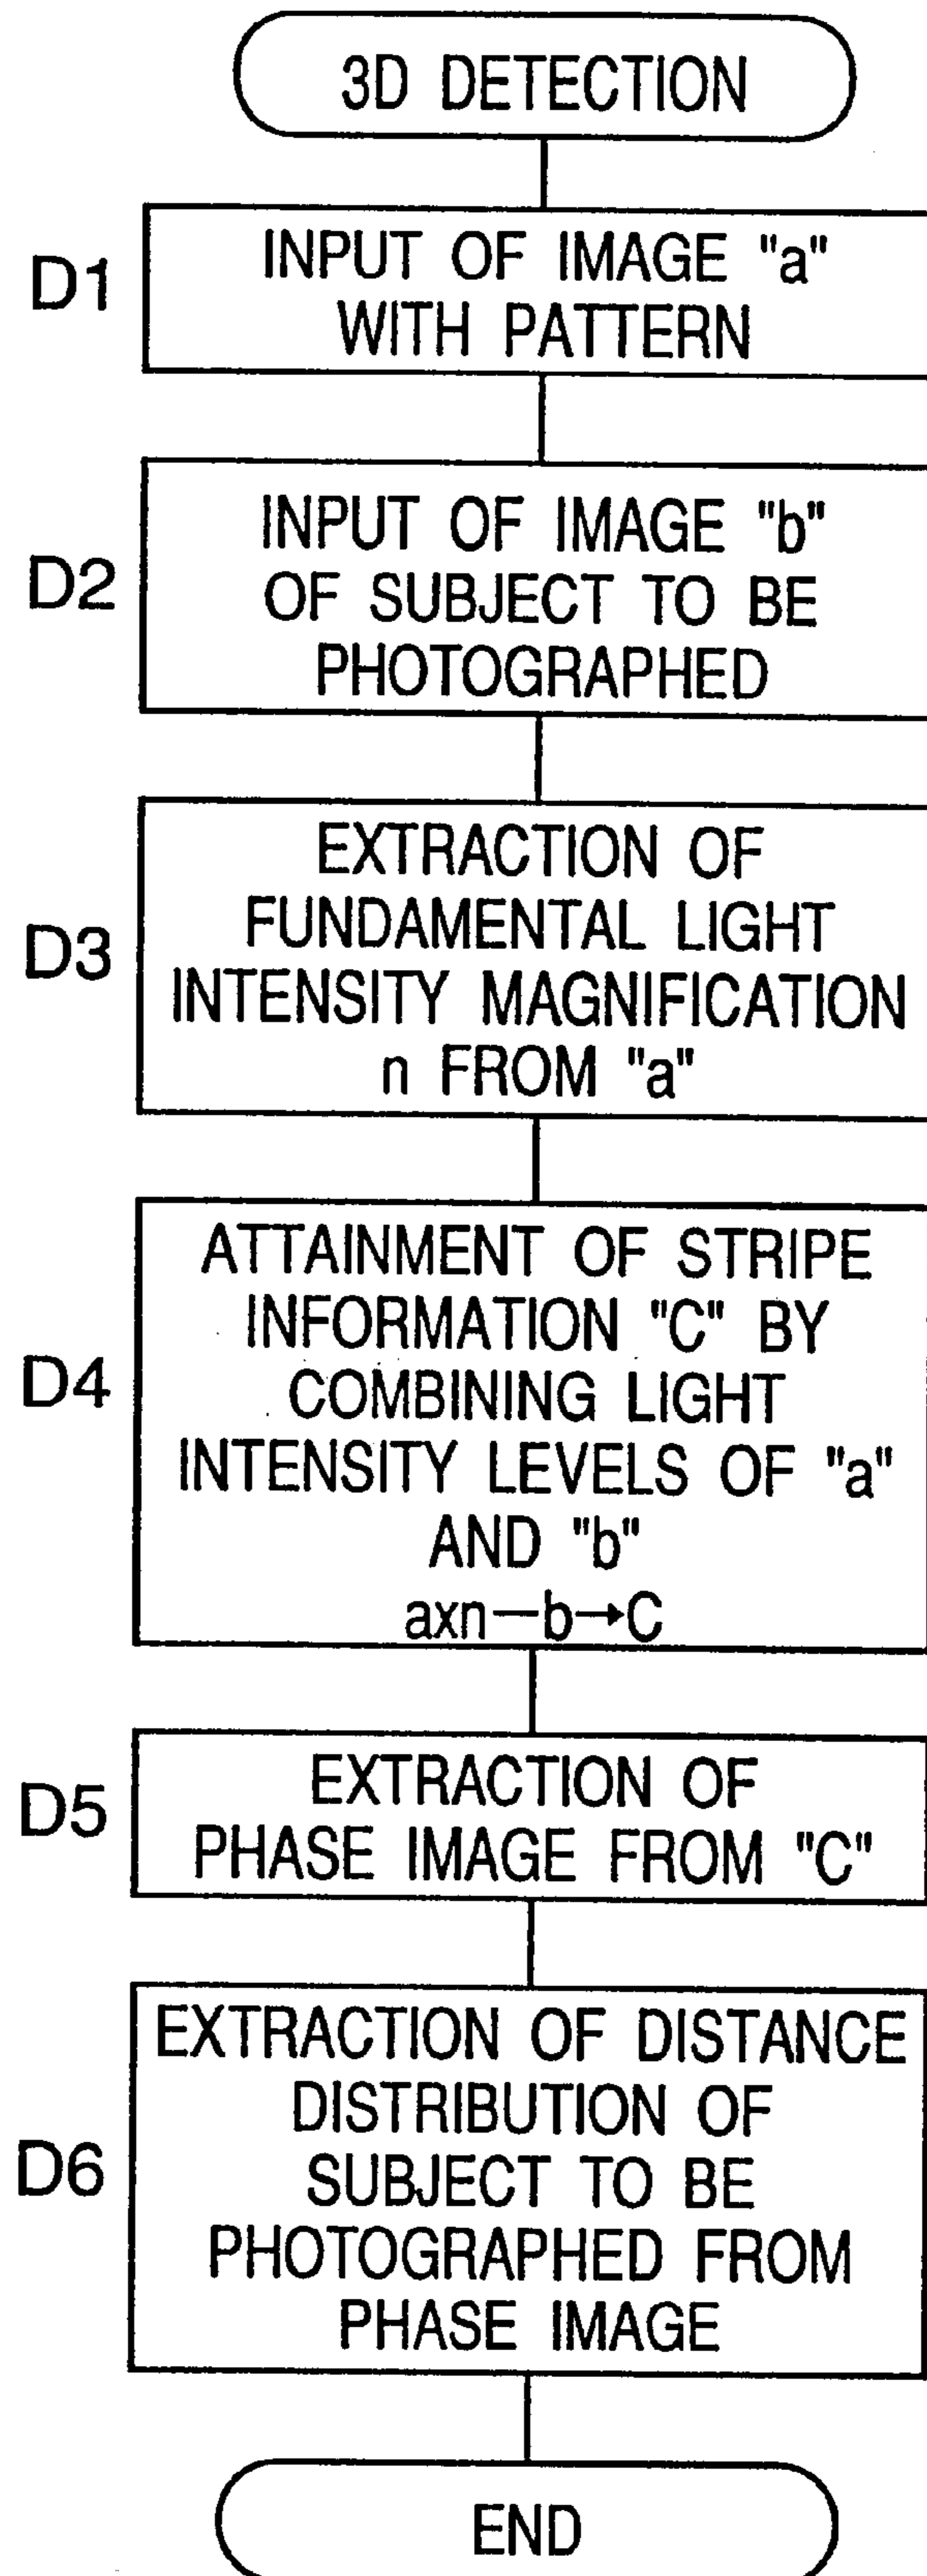 3D DETECTION
D1
INPUT OF IMAGE "a"
WITH PATTERN
D2
INPUT OF IMAGE "b"
OF SUBJECT TO BE
PHOTOGRAPHED
D3
EXTRACTION OF
FUNDAMENTAL LIGHT
INTENSITY MAGNIFICATION
n FROM "a"
D4
ATTAINMENT OF STRIPE
INFORMATION "C" BY
COMBINING LIGHT
INTENSITY LEVELS OF "a"
AND "b"
axn—b→C
D5
EXTRACTION OF
PHASE IMAGE FROM "C"
D6
EXTRACTION OF DISTANCE
DISTRIBUTION OF
SUBJECT TO BE
PHOTOGRAPHED FROM
PHASE IMAGE
END